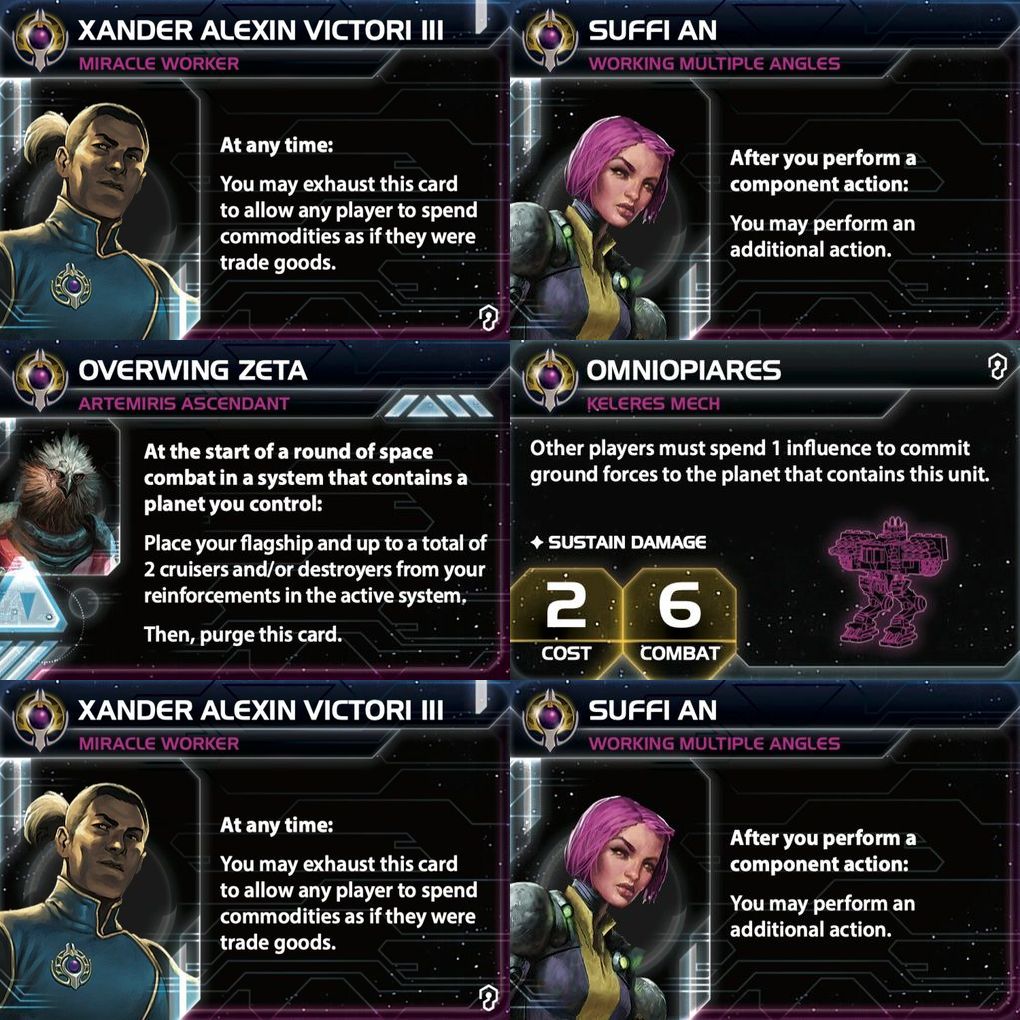 XANDER ALEXIN VICTORI III
MIRACLE WORKER
At any time:
You may exhaust this card
to allow any player to spend
commodities as if they were
trade goods.
SUFFI AN
WORKING MULTIPLE ANGLES
After you perform a
component action:
You may perform an
additional action.
OVERWING ZETA
ARTEMIRIS ASCENDANT
At the start of a round of space
combat in a system that contains a
planet you control:
Place your flagship and up to a total of
2 cruisers and/or destroyers from your
reinforcements in the active system.
Then, purge this card.
OMNIOPIARES
KELERES MECH
Other players must spend 1 influence to commit
ground forces to the planet that contains this unit.
✦ SUSTAIN DAMAGE
2 6
COST COMBAT
XANDER ALEXIN VICTORI III
MIRACLE WORKER
At any time:
You may exhaust this card
to allow any player to spend
commodities as if they were
trade goods.
SUFFI AN
WORKING MULTIPLE ANGLES
After you perform a
component action:
You may perform an
additional action.